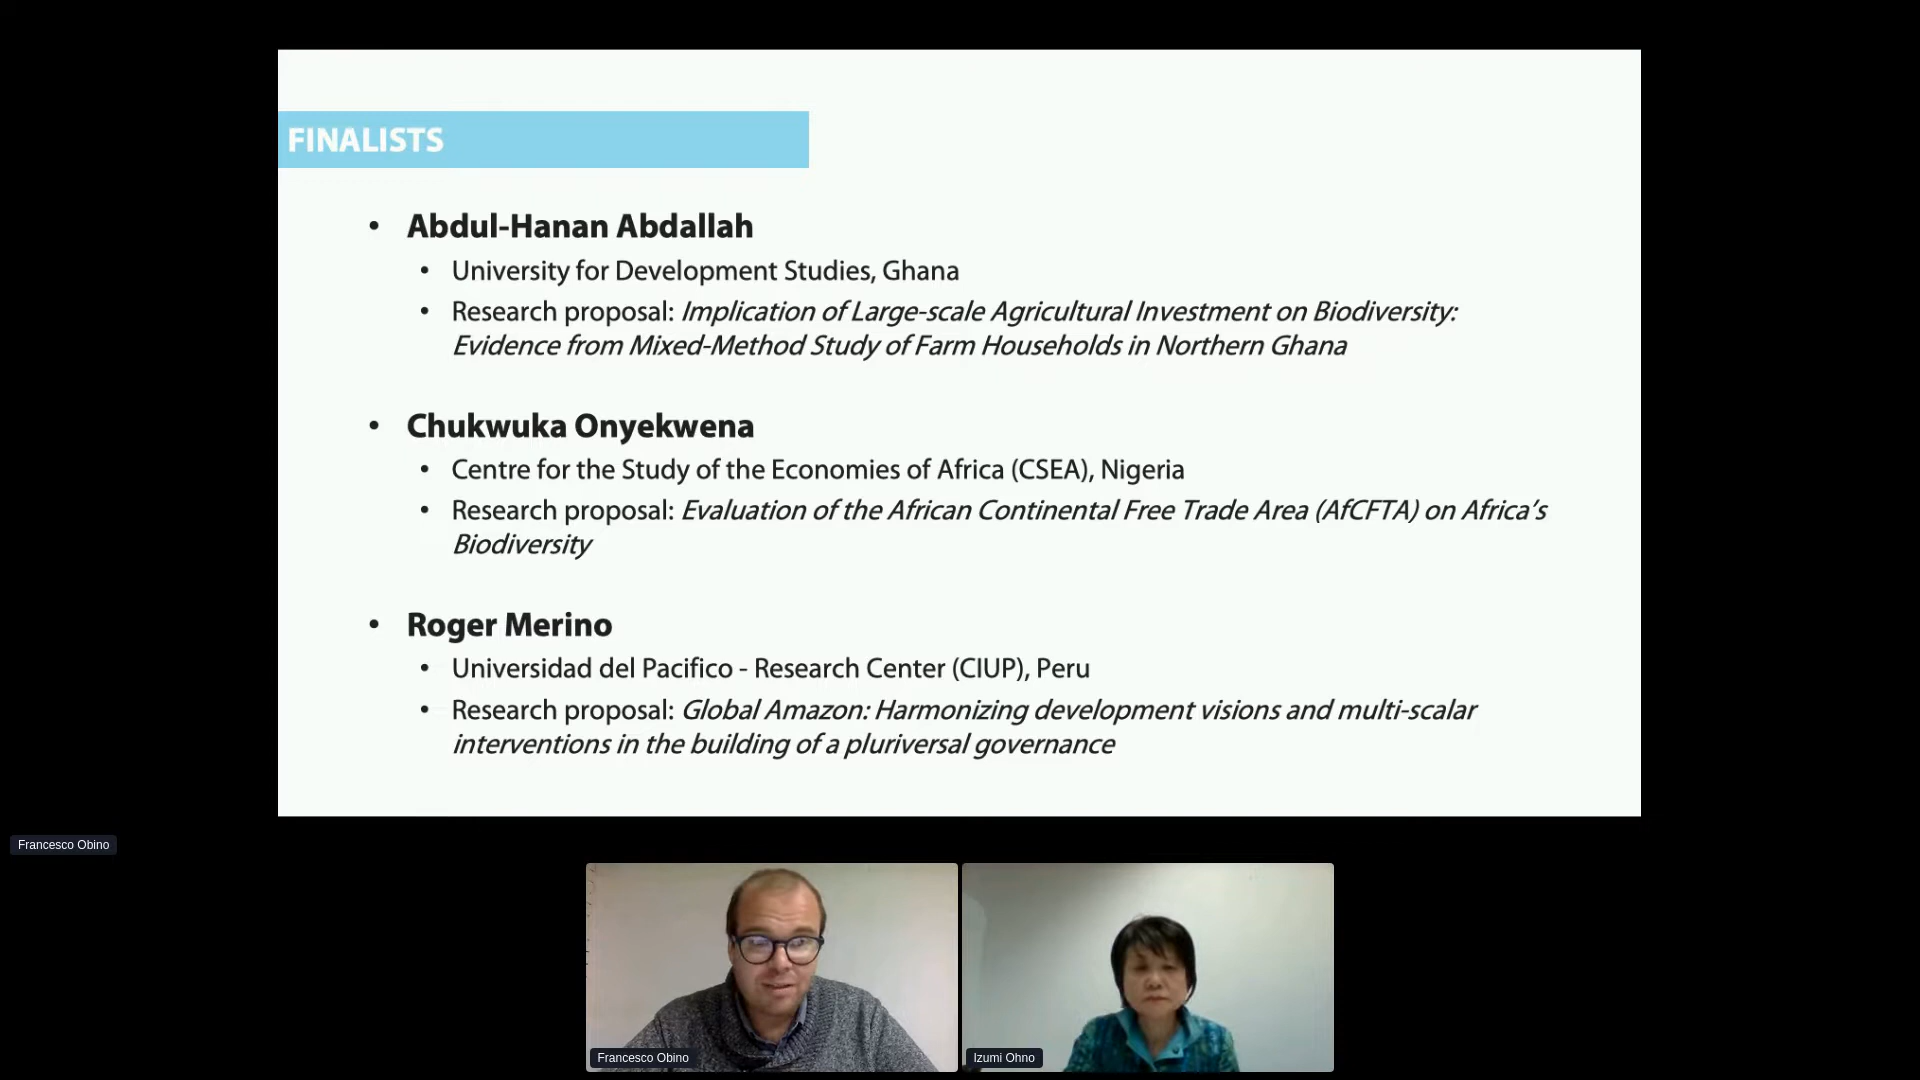 FINALISTS
• Abdul-Hanan Abdallah
• University for Development Studies, Ghana
• Research proposal: Implication of Large-scale Agricultural Investment on Biodiversity:
Evidence from Mixed-Method Study of Farm Households in Northern Ghana
• Chukwuka Onyekwena
• Centre for the Study of the Economies of Africa (CSEA), Nigeria
• Research proposal: Evaluation of the African Continental Free Trade Area (AfCFTA) on Africa's
Biodiversity
• Roger Merino
• Universidad del Pacifico - Research Center (CIUP), Peru
• Research proposal: Global Amazon: Harmonizing development visions and multi-scalar
interventions in the building of a pluriversal governance
Francesco Obino
Francesco Obino
Izumi Ohno